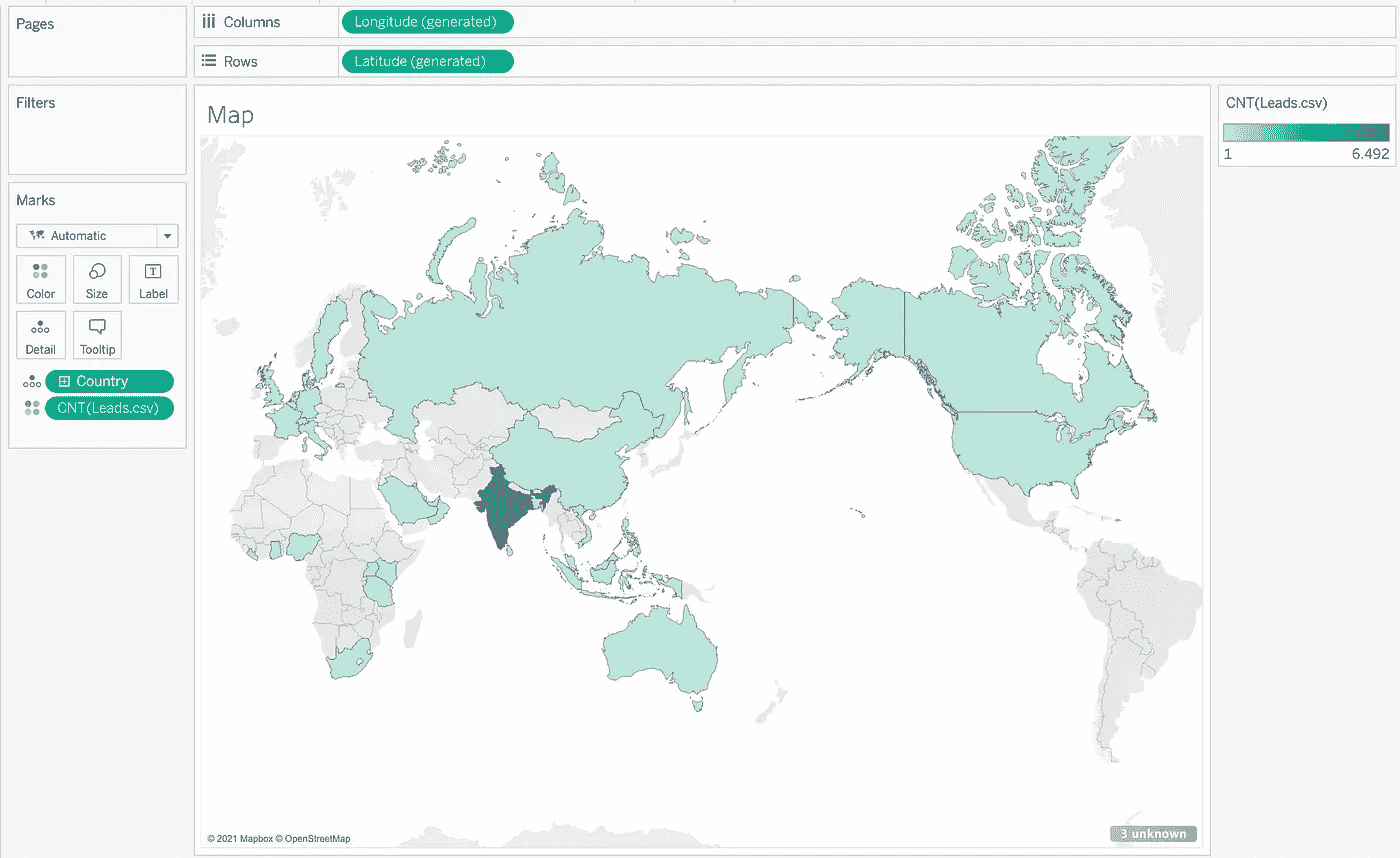 Pages
Columns
Longitude (generated)
Rows
Latitude (generated)
Filters
Marks
Automatic
Color
Size
Label
T
Detail
Tooltip
Country
CNT(Leads.csv)
Map
© 2021 Mapbox © OpenStreetMap
3 unknown
CNT(Leads.csv)
1
6.492